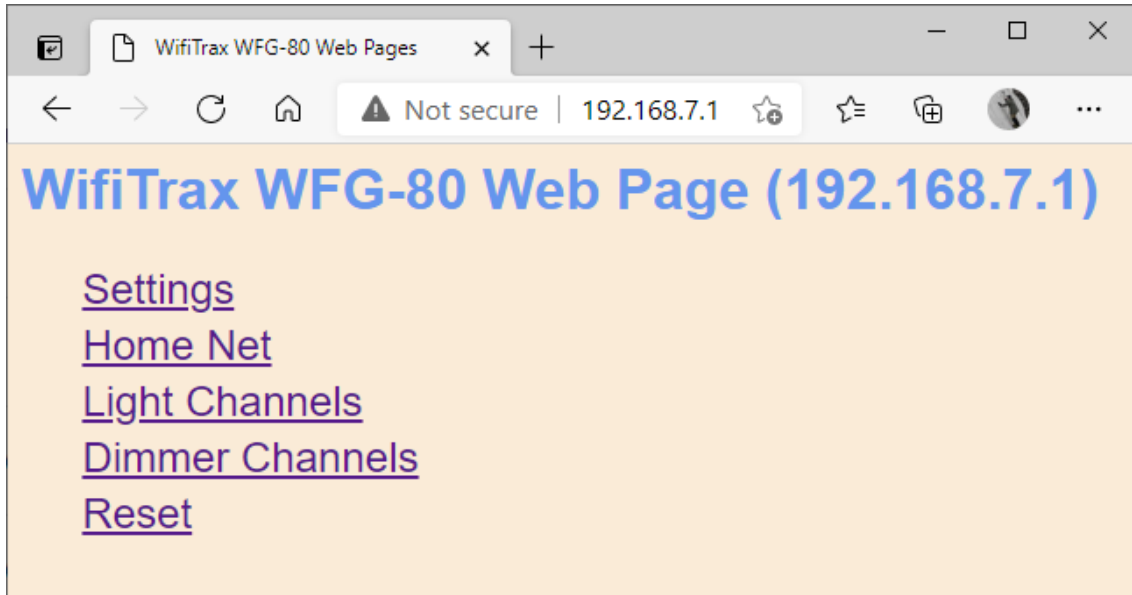 WifiTrax WFG-80 Web Pages
Not secure | 192.168.7.1
WifiTrax WFG-80 Web Page (192.168.7.1)
Settings
Home Net
Light Channels
Dimmer Channels
Reset